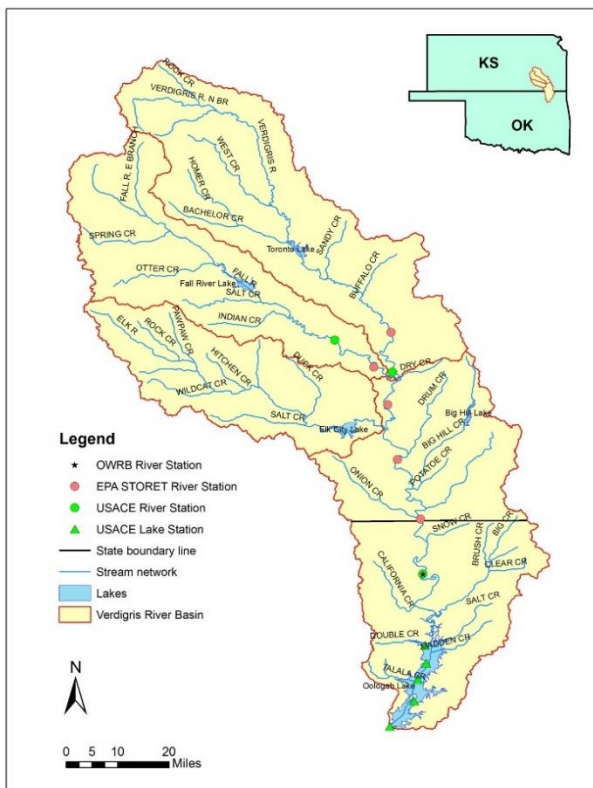 KS
OK
ROCK CR
VERDIGRIS R, N BR
VERDIGRIS R
FALL R, E BRANCH
WEST CR
HOMER CR
BACHELOR CR
SPRING CR
Toronto Lake
SANDY CR
OTTER CR
FALL R
Fall River Lake
SALT CR
BUFFALO CR
INDIAN CR
ELK R
ROCK CR
PAWPAW CR
HITCHEN CR
DUCK CR
DRY CR
WILDCAT CR
DRUM CR
SALT CR
Elk City Lake
Big Hill Lake
BIG HILL CR
POTATOE CR
ONION CR
SNOW CR
BRUSH CR
BIG CR
CLEAR CR
CALIFORNIA CR
SALT CR
DOUBLE CR
MADDEN CR
TALALA CR
Oologah Lake
Legend
OWRB River Station
EPA STORET River Station
USACE River Station
USACE Lake Station
State boundary line
Stream network
Lakes
Verdigris River Basin
N
0 5 10 20
Miles